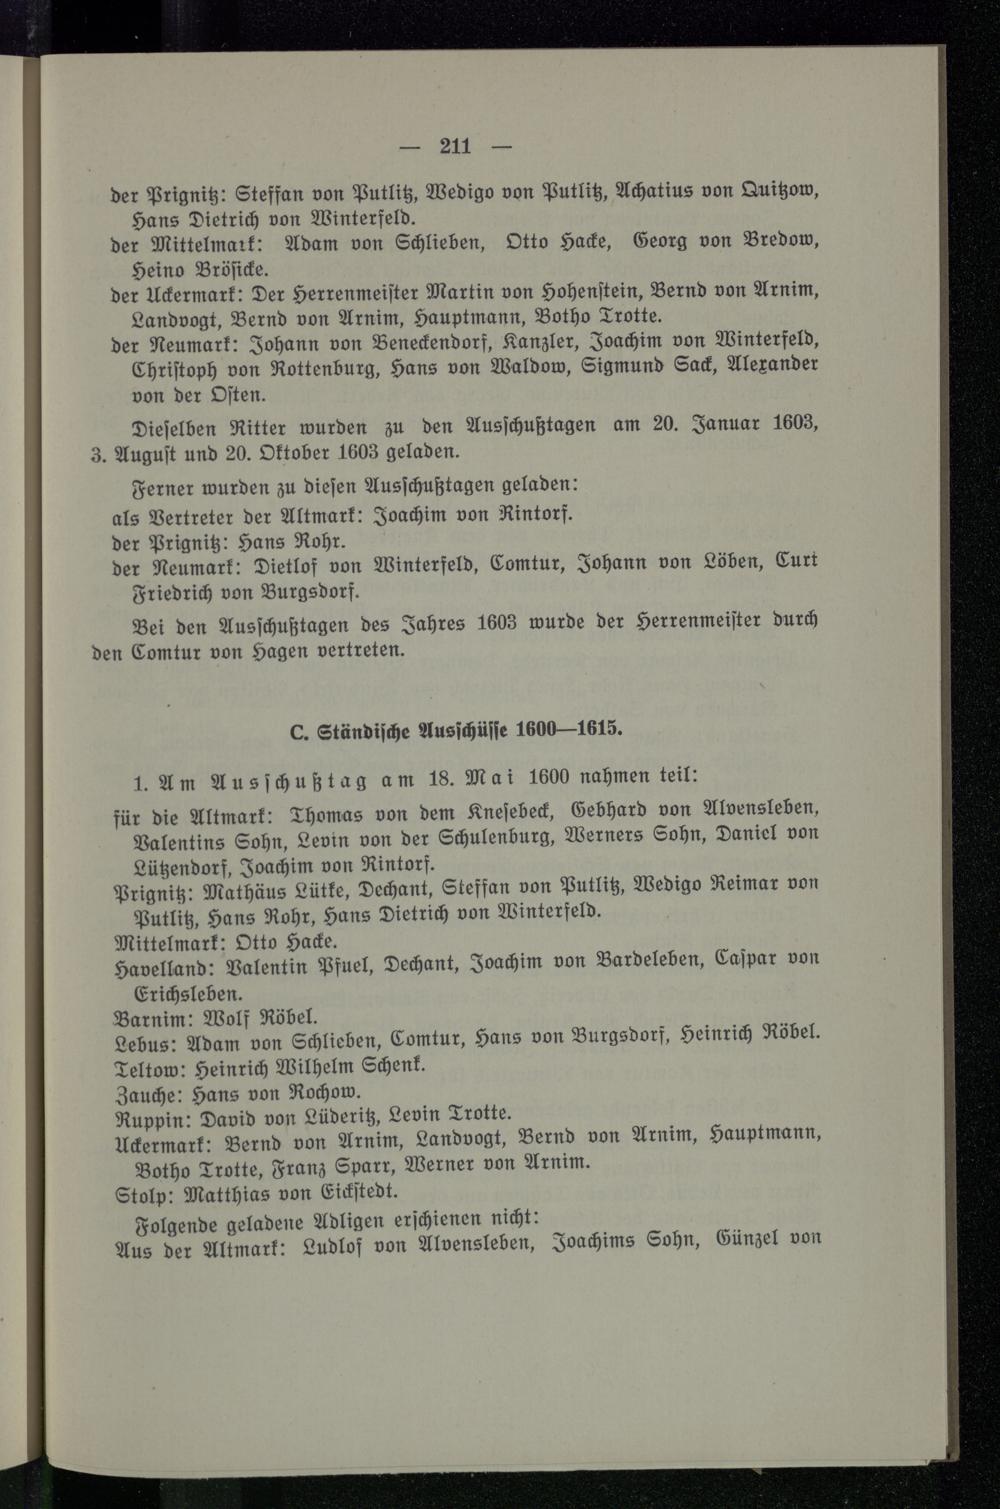 — 211 —
der Prignitz: Steffan von Putlitz, Wedigo von Putlitz, Achatius von Quitzow,
Hans Dietrich von Winterfeld.
der Mittelmark: Adam von Schlieben, Otto Hacke, Georg von Bredow,
Heino Brösicke.
der Uckermark: Der Herrenmeister Martin von Hohenstein, Bernd von Arnim,
Landvogt, Bernd von Arnim, Hauptmann, Botho Trotte.
der Neumark: Johann von Beneckendorf, Kanzler, Joachim von Winterfeld,
Christoph von Rottenburg, Hans von Waldow, Sigmund Sack, Alexander
von der Osten.
Dieselben Ritter wurden zu den Ausschußtagen am 20. Januar 1603,
3. August und 20. Oktober 1603 geladen.
Ferner wurden zu diesen Ausschußtagen geladen:
als Vertreter der Altmark: Joachim von Rintorf.
der Prignitz: Hans Rohr.
der Neumark: Dietlof von Winterfeld, Comtur, Johann von Löben, Curt
Friedrich von Burgsdorf.
Bei den Ausschußtagen des Jahres 1603 wurde der Herrenmeister durch
den Comtur von Hagen vertreten.
C. Ständische Ausschüsse 1600—1615.
1. Am Ausschußtag am 18. Mai 1600 nahmen teil:
für die Altmark: Thomas von dem Knesebeck, Gebhard von Alvensleben,
Valentins Sohn, Levin von der Schulenburg, Werners Sohn, Daniel von
Lützendorf, Joachim von Rintorf.
Prignitz: Mathäus Lütke, Dechant, Steffan von Putlitz, Wedigo Reimar von
Putlitz, Hans Rohr, Hans Dietrich von Winterfeld.
Mittelmark: Otto Hacke.
Havelland: Valentin Pfuel, Dechant, Joachim von Bardeleben, Caspar von
Erichsleben.
Barnim: Wolf Röbel.
Lebus: Adam von Schlieben, Comtur, Hans von Burgsdorf, Heinrich Röbel.
Teltow: Heinrich Wilhelm Schenk.
Zauche: Hans von Rochow.
Ruppin: David von Lüderitz, Levin Trotte.
Uckermark: Bernd von Arnim, Landvogt, Bernd von Arnim, Hauptmann,
Botho Trotte, Franz Sparr, Werner von Arnim.
Stolp: Matthias von Eickstedt.
Folgende geladene Adligen erschienen nicht:
Aus der Altmark: Ludlof von Alvensleben, Joachims Sohn, Günzel von